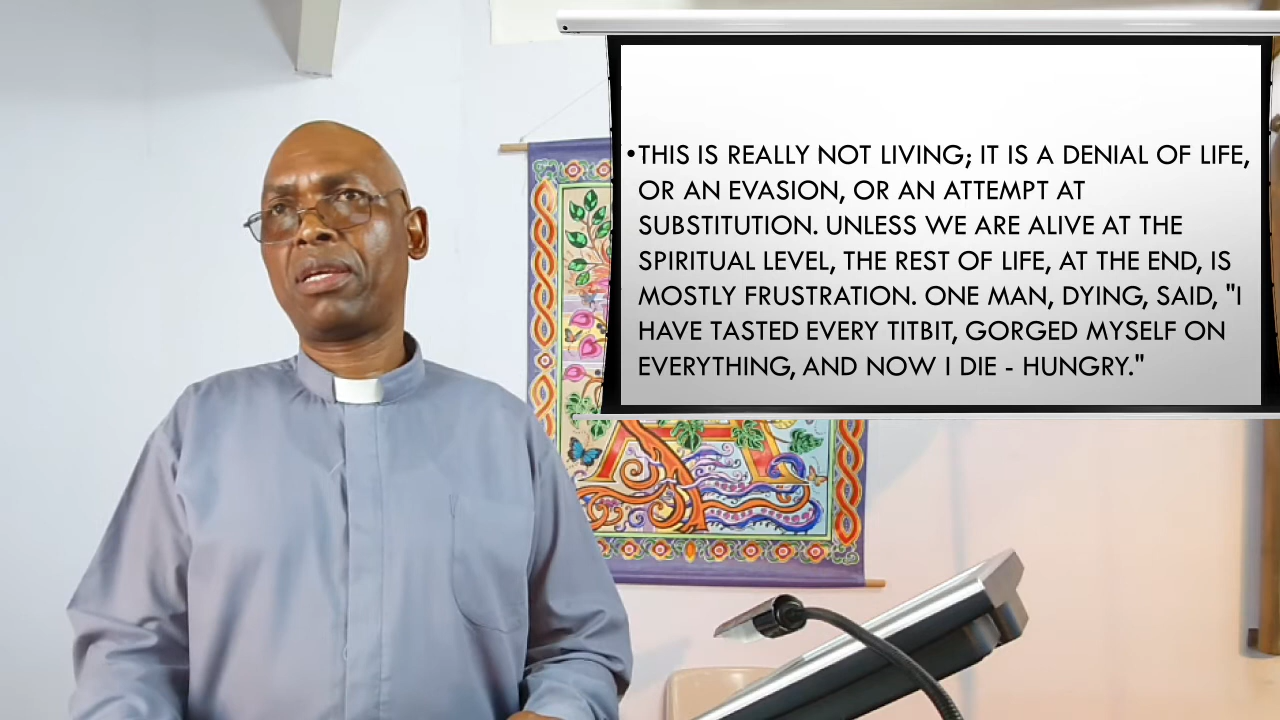 •THIS IS REALLY NOT LIVING; IT IS A DENIAL OF LIFE,
OR AN EVASION, OR AN ATTEMPT AT
SUBSTITUTION. UNLESS WE ARE ALIVE AT THE
SPIRITUAL LEVEL, THE REST OF LIFE, AT THE END, IS
MOSTLY FRUSTRATION. ONE MAN, DYING, SAID, "I
HAVE TASTED EVERY TITBIT, GORGED MYSELF ON
EVERYTHING, AND NOW I DIE - HUNGRY."